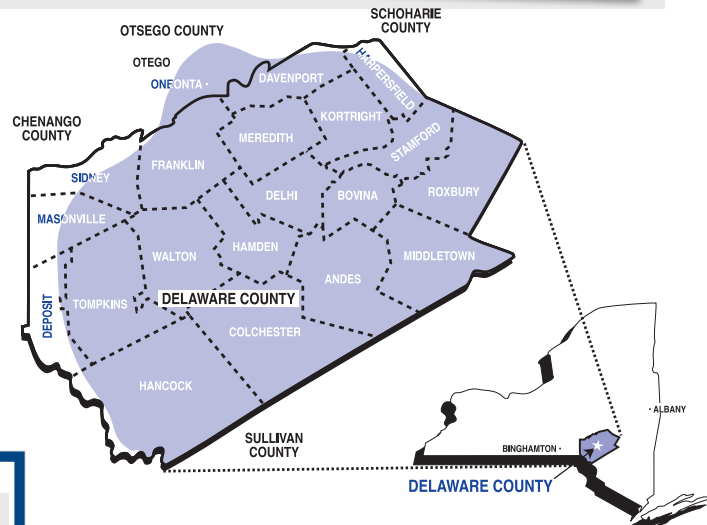 SCHOHARIE
COUNTY
OTSEGO COUNTY
OTEGO
ONEONTA
DAVENPORT
HARPERSFIELD
CHENANGO
COUNTY
KORTRIGHT
MEREDITH
STAMFORD
FRANKLIN
SIDNEY
DELHI
BOVINA
ROXBURY
MASONVILLE
HAMDEN
WALTON
MIDDLETOWN
ANDES
DEPOSIT
TOMPKINS
DELAWARE COUNTY
COLCHESTER
HANCOCK
SULLIVAN
COUNTY
ALBANY
BINGHAMTON
DELAWARE COUNTY